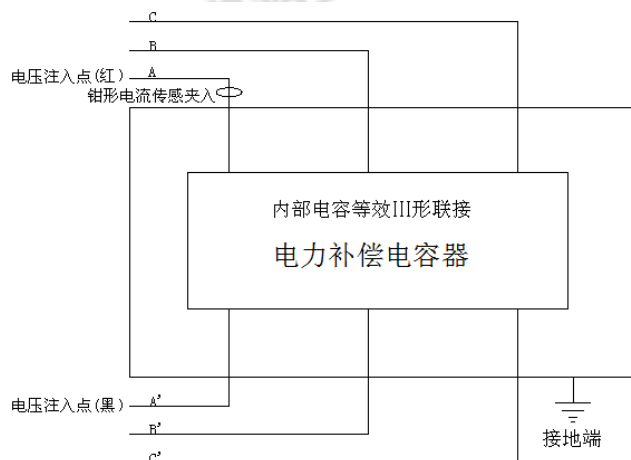 C
B
电压注入点(红) A
钳形电流传感夹入
内部电容等效III形联接
电力补偿电容器
电压注入点(黑) A'
B'
接地端
C'